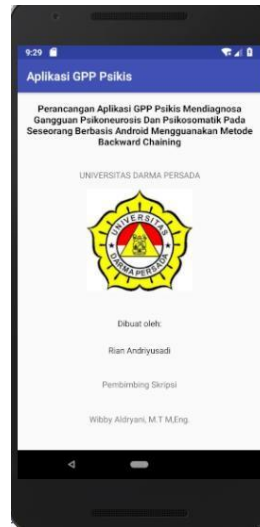 9:29
Aplikasi GPP Psikis
Perancangan Aplikasi GPP Psikis Mendiagnosa
Gangguan Psikoneurosis Dan Psikosomatik Pada
Seseorang Berbasis Android Mengguanakan Metode
Backward Chaining
UNIVERSITAS DARMA PERSADA
UNIVERSITAS
DARMA PERSADA
Dibuat oleh:
Rian Andriyusadi
Pembimbing Skripsi
Wibby Aldryani, M.T M,Eng.